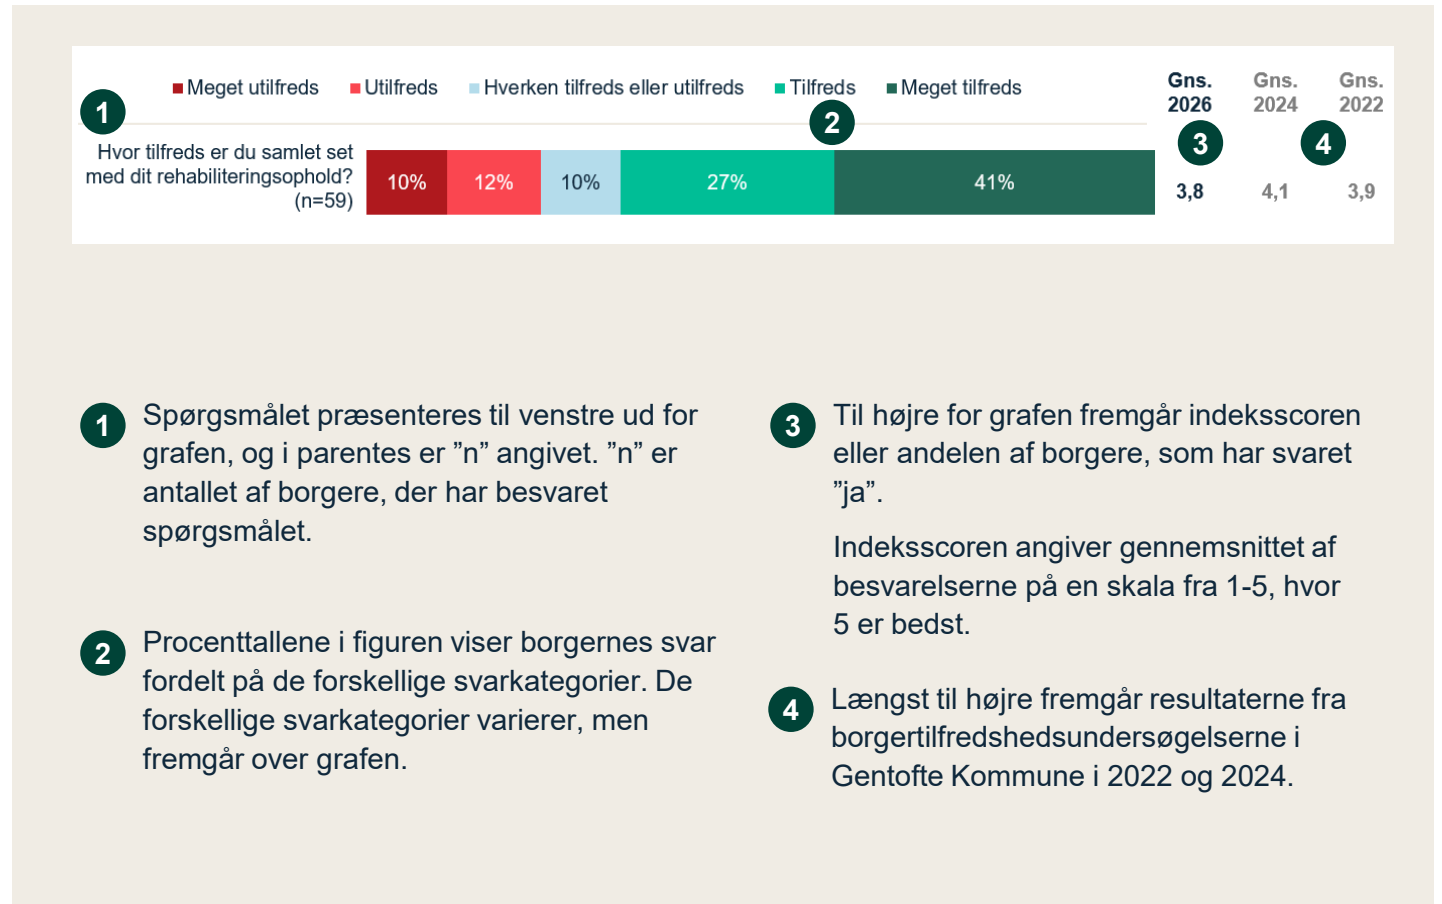 Meget utilfreds Utilfreds Hverken tilfreds eller utilfreds Tilfreds Meget tilfreds
Gns. 2026
Gns. 2024
Gns. 2022
1
2
3
4
Hvor tilfreds er du samlet set
med dit rehabiliteringsophold?
(n=59)
10% 12% 10% 27% 41%
3,8 4,1 3,9
1
Spørgsmålet præsenteres til venstre ud for
grafen, og i parentes er ”n” angivet. ”n” er
antallet af borgere, der har besvaret
spørgsmålet.
2
Procenttallene i figuren viser borgernes svar
fordelt på de forskellige svarkategorier. De
forskellige svarkategorier varierer, men
fremgår over grafen.
3
Til højre for grafen fremgår indeksscoren
eller andelen af borgere, som har svaret
”ja”.
Indeksscoren angiver gennemsnittet af
besvarelserne på en skala fra 1-5, hvor
5 er bedst.
4
Længst til højre fremgår resultaterne fra
borgertilfredshedsundersøgelserne i
Gentofte Kommune i 2022 og 2024.